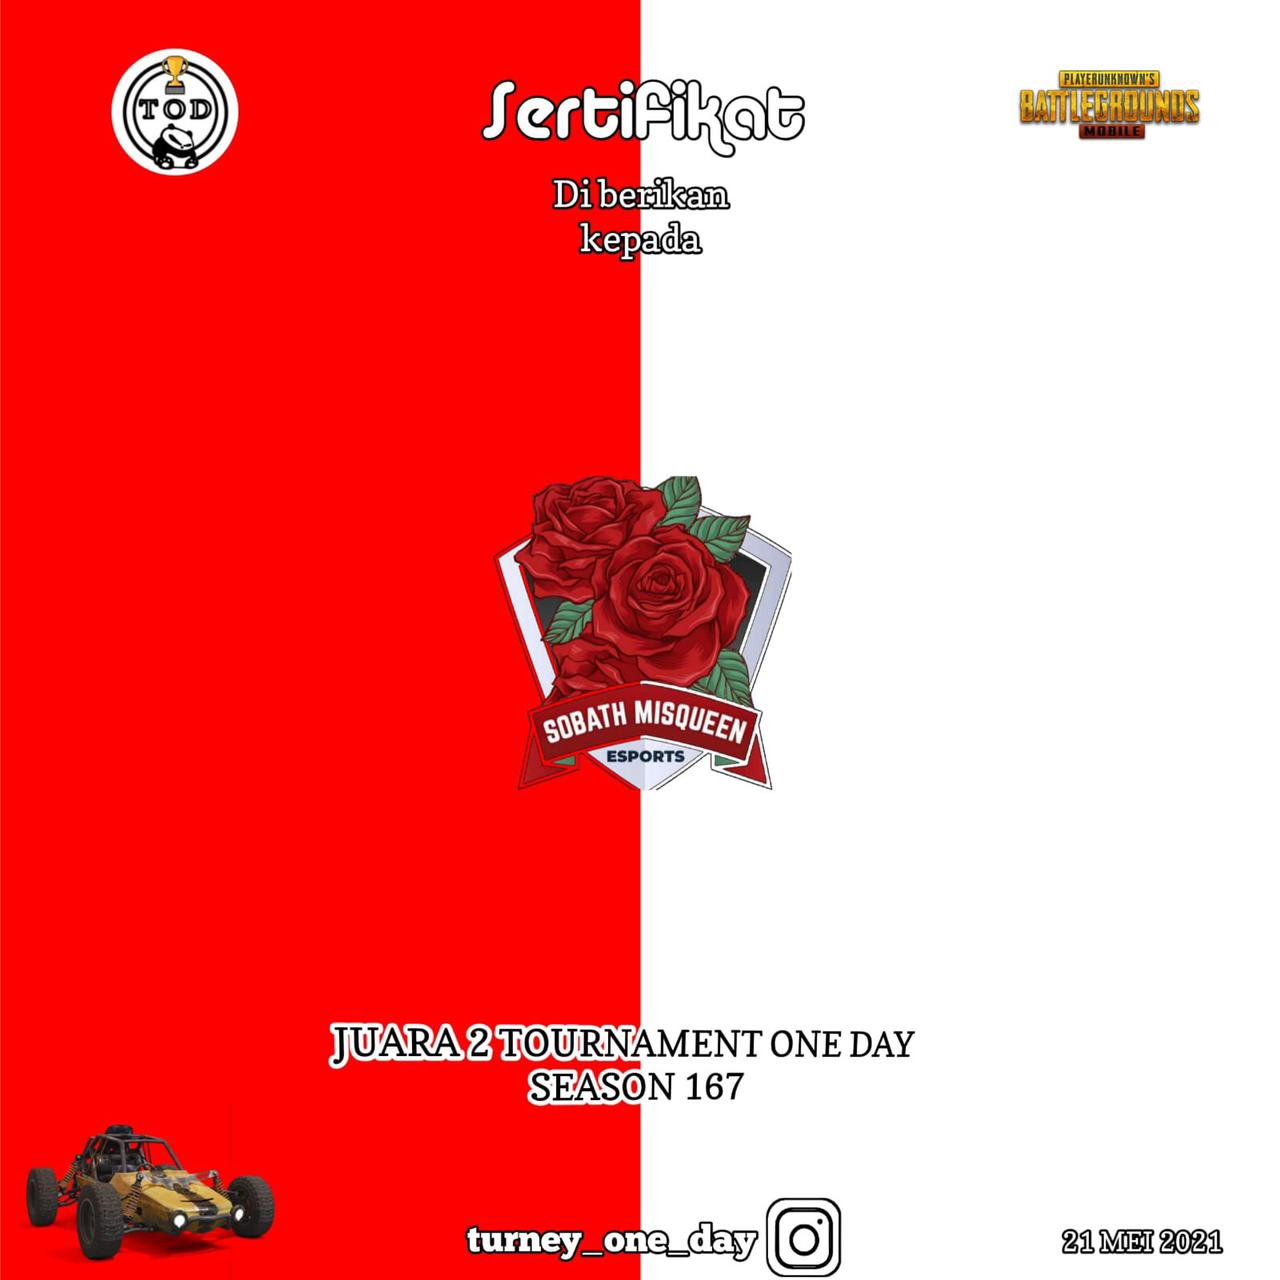 TOD
Sertifikat
PLAYERUNKNOWN'S
BATTLEGROUNDS
MOBILE
Di berikan
kepada
SOBATH MISQUEEN
ESPORTS
JUARA 2 TOURNAMENT ONE DAY
SEASON 167
turney_one_day
21 MEI 2021